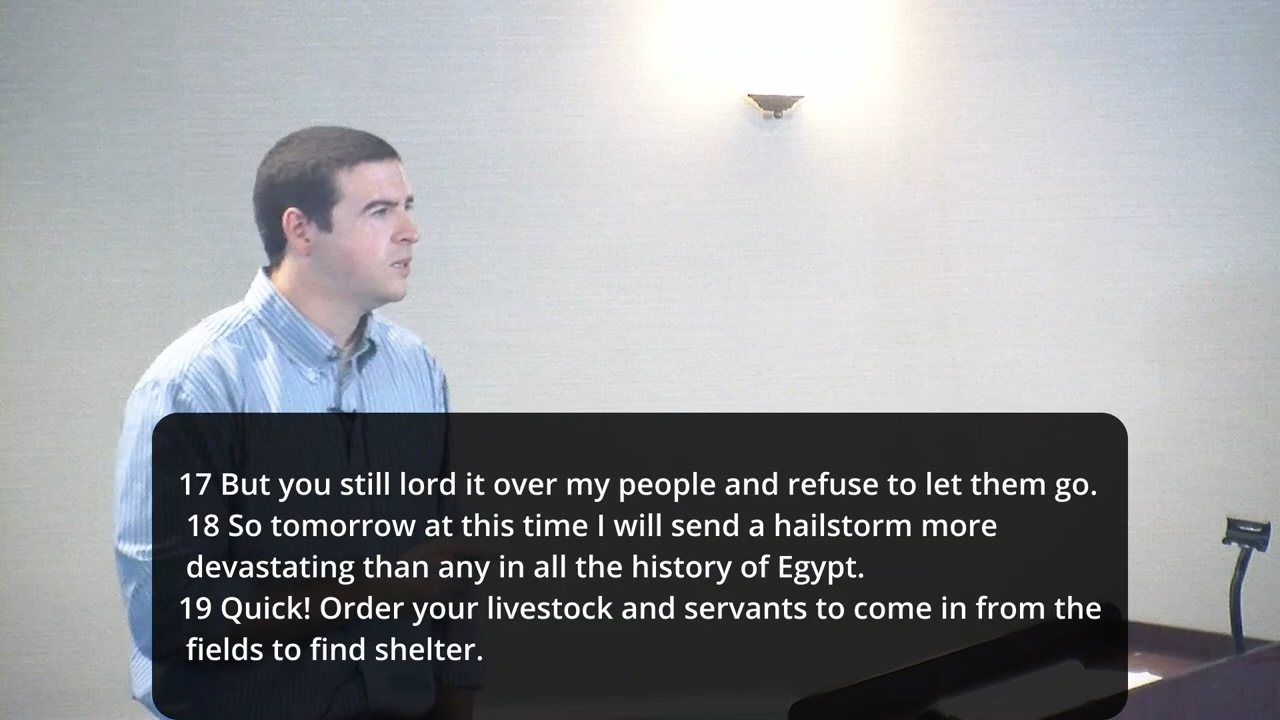 17 But you still lord it over my people and refuse to let them go.
18 So tomorrow at this time I will send a hailstorm more
devastating than any in all the history of Egypt.
19 Quick! Order your livestock and servants to come in from the
fields to find shelter.